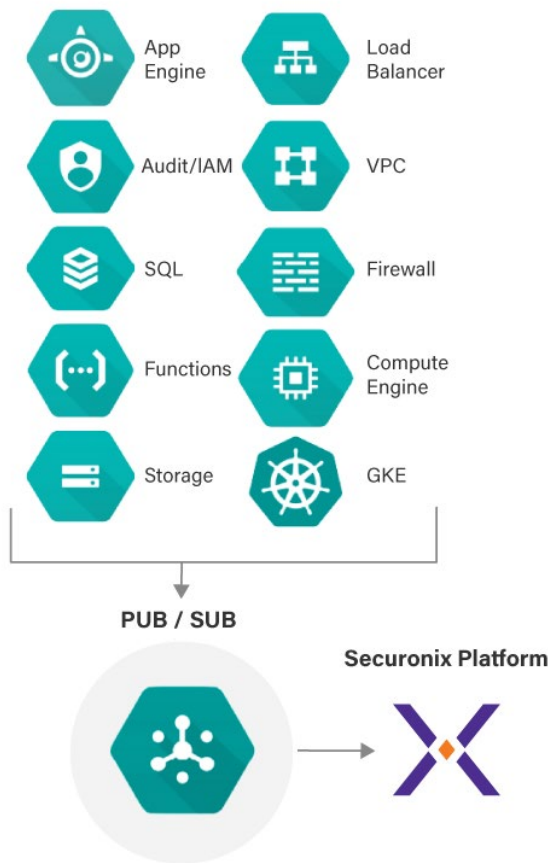 App
Engine
Load
Balancer
Audit/IAM
VPC
SQL
Firewall
Functions
Compute
Engine
Storage
GKE
PUB / SUB
Securonix Platform